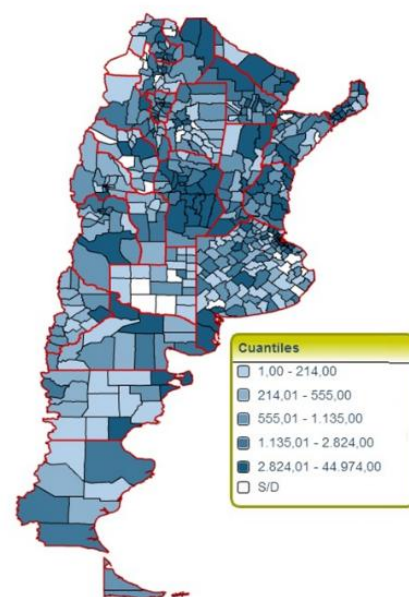 Cuantiles
1,00 - 214,00
214,01 - 555,00
555,01 - 1.135,00
1.135,01 - 2.824,00
2.824,01 - 44.974,00
S/D